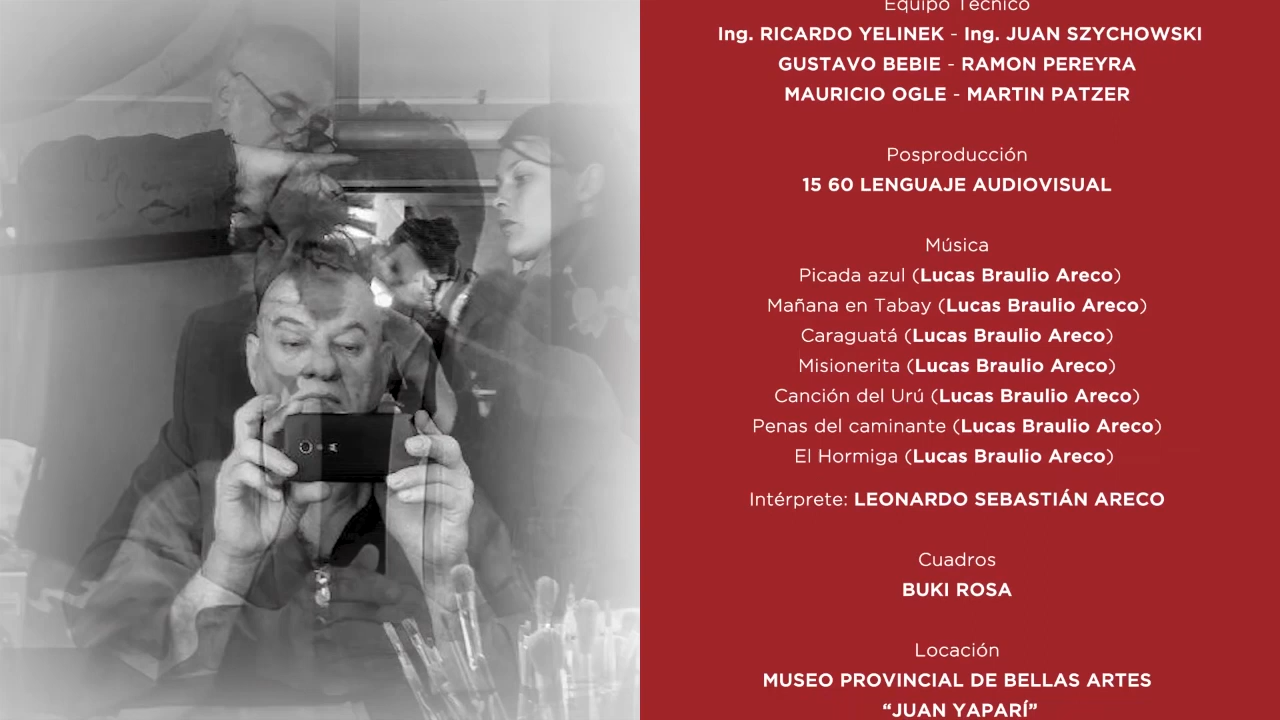 Equipo Técnico
Ing. RICARDO YELINEK - Ing. JUAN SZYCHOWSKI
GUSTAVO BEBIE - RAMON PEREYRA
MAURICIO OGLE - MARTIN PATZER
Posproducción
15 60 LENGUAJE AUDIOVISUAL
Música
Picada azul (Lucas Braulio Areco)
Mañana en Tabay (Lucas Braulio Areco)
Caraguatá (Lucas Braulio Areco)
Misionerita (Lucas Braulio Areco)
Canción del Urú (Lucas Braulio Areco)
Penas del caminante (Lucas Braulio Areco)
El Hormiga (Lucas Braulio Areco)
Intérprete: LEONARDO SEBASTIÁN ARECO
Cuadros
BUKI ROSA
Locación
MUSEO PROVINCIAL DE BELLAS ARTES
“JUAN YAPARÍ”